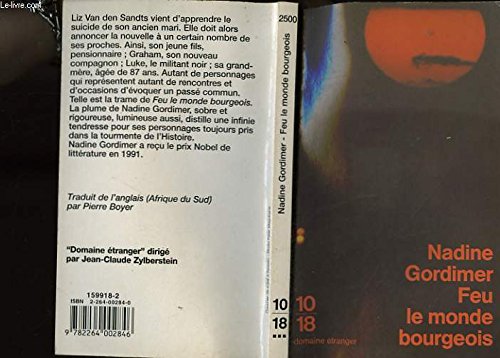 Le-livre.com
Liz Van den Sandts vient d'apprendre le
suicide de son ancien mari. Elle doit alors
annoncer la nouvelle à un certain nombre de
ses proches. Ainsi, son jeune fils,
pensionnaire ; Graham, son nouveau
compagnon ; Luke, le militant noir ; sa grand-
mère, âgée de 87 ans. Autant de personnages
qui représentent autant de rencontres et
d'occasions d'évoquer un passé commun.
Telle est la trame de Feu le monde bourgeois.
La plume de Nadine Gordimer, sobre et
rigoureuse, lumineuse aussi, distille une infinie
tendresse pour ses personnages toujours pris
dans la tourmente de l'Histoire.
Nadine Gordimer a reçu le prix Nobel de
littérature en 1991.
Traduit de l'anglais (Afrique du Sud)
par Pierre Boyer
"Domaine étranger" dirigé
par Jean-Claude Zylberstein
159918-2
ISBN 2-264-00284-0
9 782264 002846
2500
Nadine Gordimer - Feu le monde bourgeois
10
18
Nadine
Gordimer
Feu
le monde
bourgeois
10
18
domaine étranger